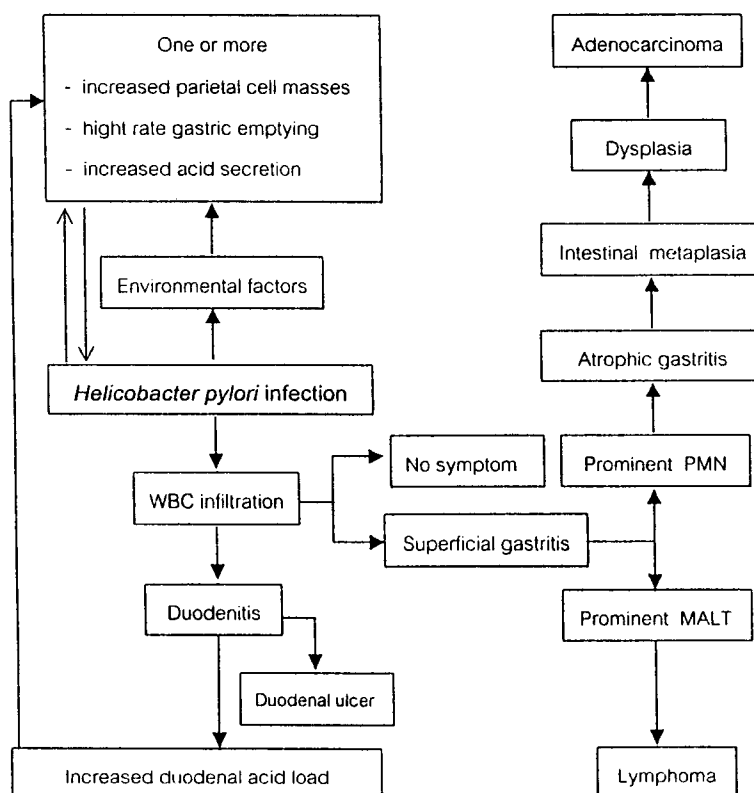 One or more
- increased parietal cell masses
- hight rate gastric emptying
- increased acid secretion
Environmental factors
Helicobacter pylori infection
WBC infiltration
No symptom
Superficial gastritis
Duodenitis
Duodenal ulcer
Increased duodenal acid load
Adenocarcinoma
Dysplasia
Intestinal metaplasia
Atrophic gastritis
Prominent PMN
Prominent MALT
Lymphoma